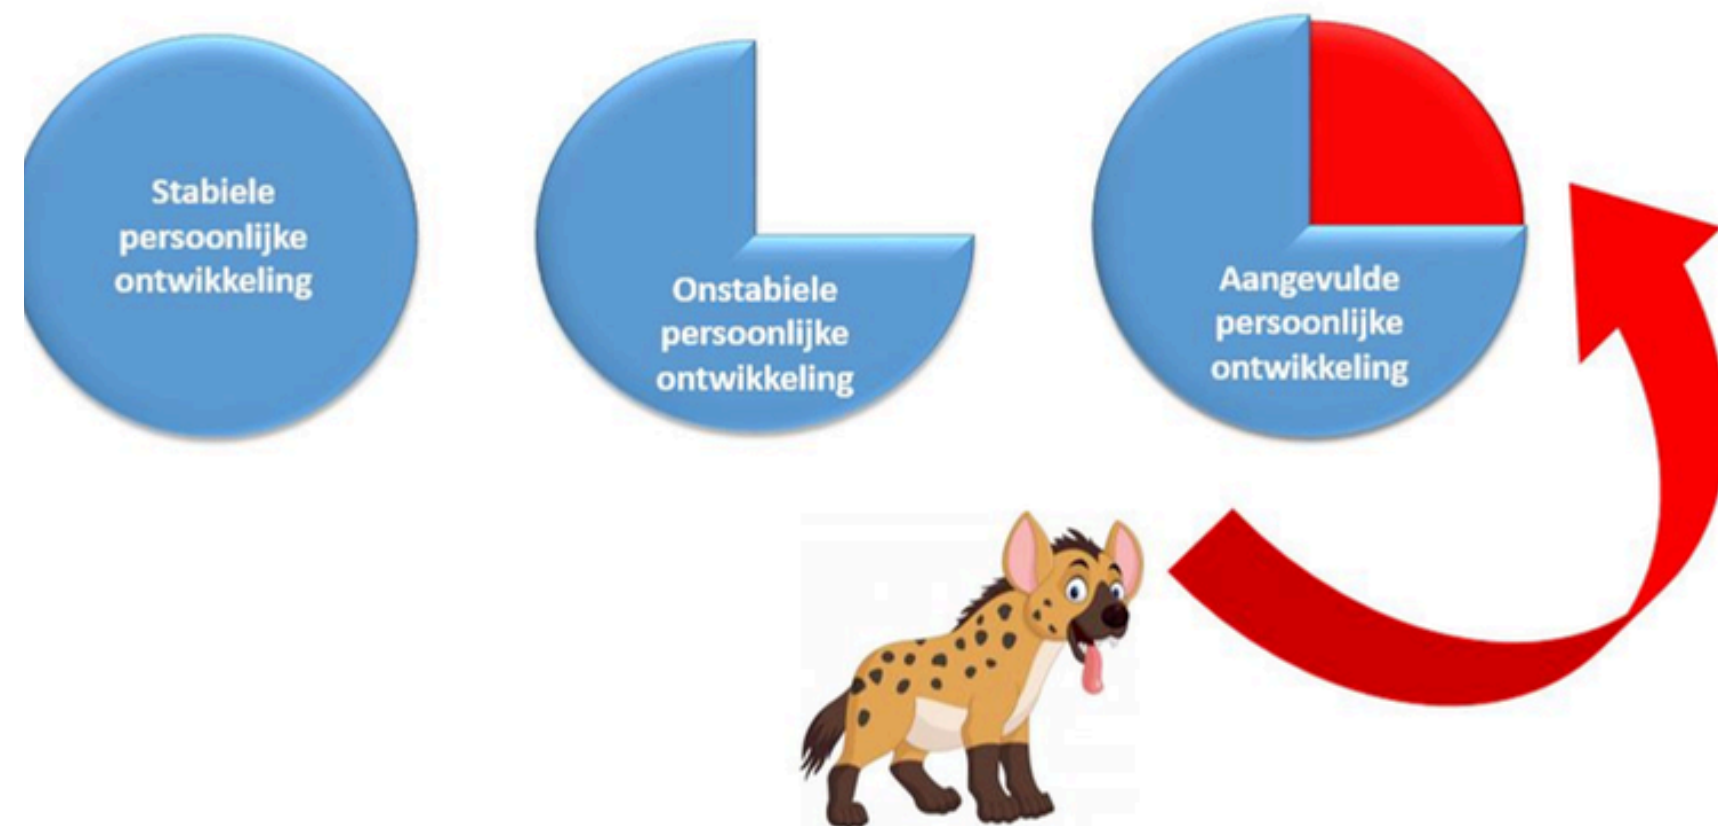 Stabiele
persoonlijke
ontwikkeling
Onstabiele
persoonlijke
ontwikkeling
Aangevulde
persoonlijke
ontwikkeling